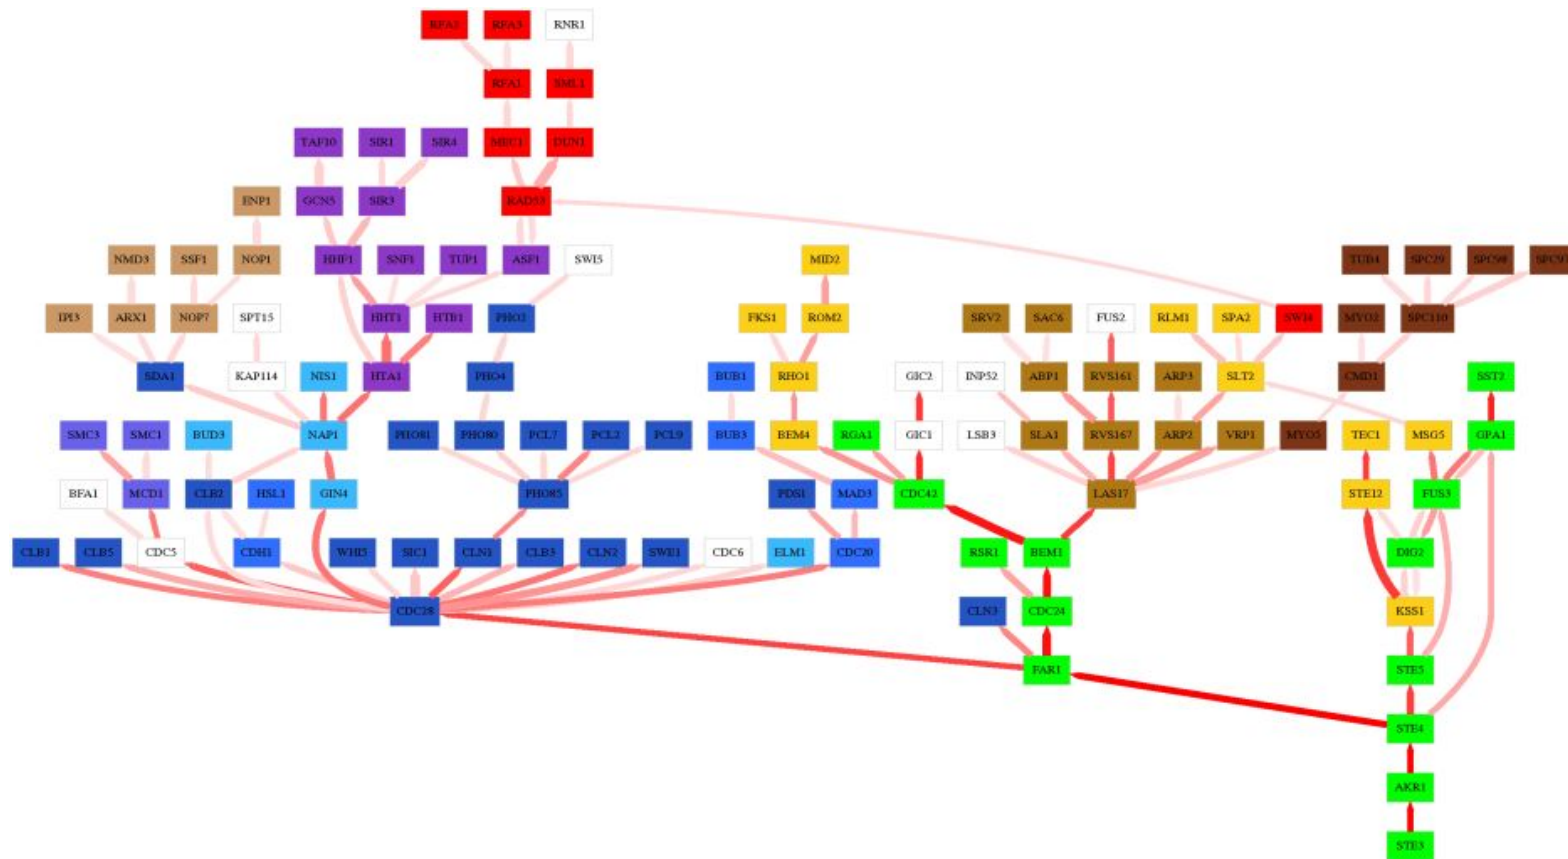 RFA3 RNR1
RFA1 SML1
TAF10 SIR1 SIR4 MEC1 DUN1
ENP1 GCN5 SIR3 RAD53
NMD3 SSF1 NOP1 HHF1 SNF1 TUP1 ASF1 SWI5 MID2 TUB4 SPC29 SPC98 SPC97
IPI3 ARX1 NOP7 SPT15 HHT1 HTB1 PHO2 FKS1 ROM2 SRV2 SAC6 FUS2 RLM1 SPA2 SWI4 MYO2 SPC110
SDA1 KAP114 NIS1 HTA1 PHO4 BUB1 RHO1 GIC2 INP52 ABP1 RVS161 ARP3 SLT2 CMD1 SST2
SMC3 SMC1 BUD3 NAP1 PHO81 PHO80 PCL7 PCL2 PCL9 BUB3 BEM4 RGA1 GIC1 LSB3 SLA1 RVS167 ARP2 VRP1 MYO5 TEC1 MSG5 GPA1
BFA1 MCD1 CLB2 HSL1 GIN4 PHO85 PDS1 MAD3 CDC42 LAS17 STE12 FUS3
CLB1 CLB5 CDC5 CDH1 WHI5 SIC1 CLN1 CLB3 CLN2 SWE1 CDC6 ELM1 CDC20 RSR1 BEM1 DIG2
CDC28 CLN3 CDC24 KSS1
FAR1 STE5
STE4
AKR1
STE3